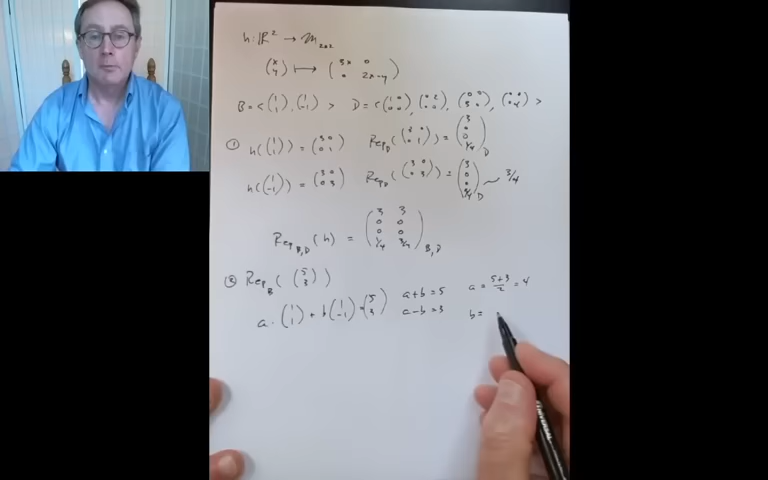 h: ℝ² → M₂ₓ₂
(x y) ↦ (3x 0 0 2x-y)
B = < (1 1), (1 -1) > D = < (1 0 0 0), (0 2 0 0), (0 0 3 0), (0 0 0 4) >
① h(1 1) = (3 0 0 1) Rep_D((3 0 0 1)) = (3 0 0 1/4)_D
h(1 -1) = (3 0 0 3) Rep_D((3 0 0 3)) = (3 0 0 3/4)_D ~ 3/4
Rep_B,D (h) = (3 3 0 0 0 0 1/4 3/4)_B,D
② Rep_B((5 3))
a·(1 1) + b(1 -1) = (5 3) a+b=5 a = 5+3/2 = 4
a-b=3 b=